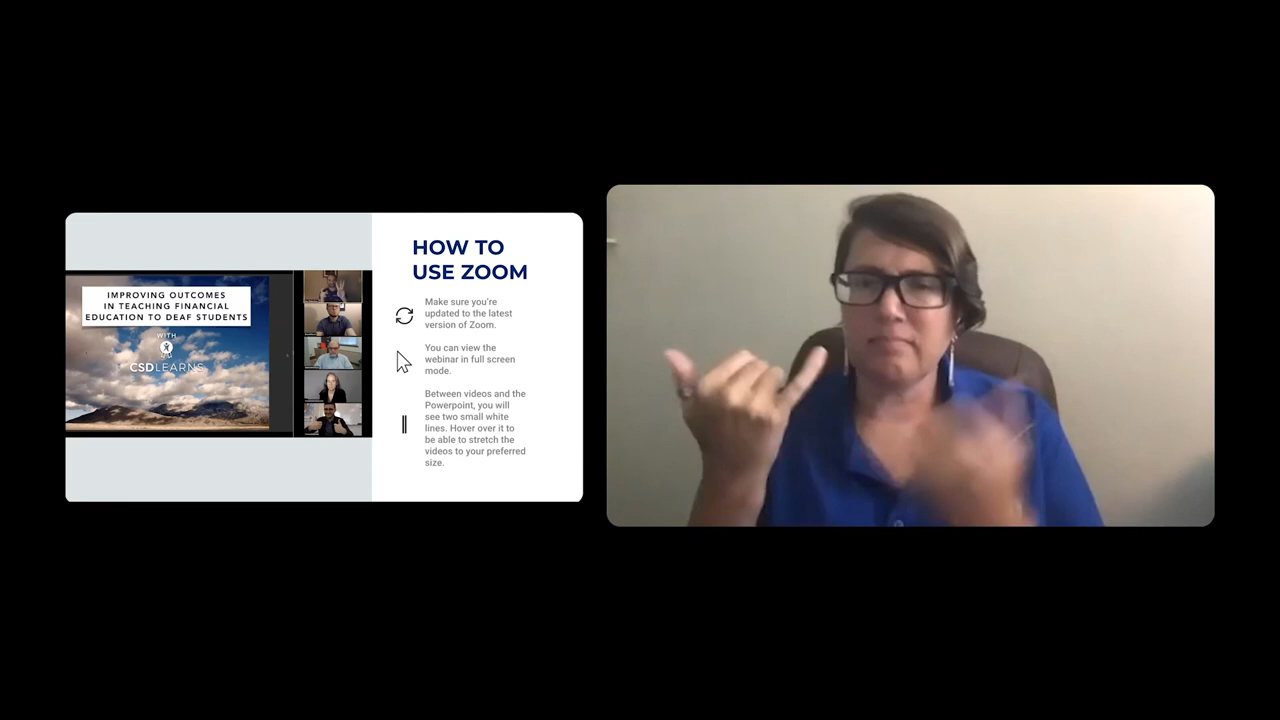 IMPROVING OUTCOMES
IN TEACHING FINANCIAL
EDUCATION TO DEAF STUDENTS
WITH
CSDLEARNS
HOW TO
USE ZOOM
Make sure you're
updated to the latest
version of Zoom.
You can view the
webinar in full screen
mode.
Between videos and the
Powerpoint, you will
see two small white
lines. Hover over it to
be able to stretch the
videos to your preferred
size.